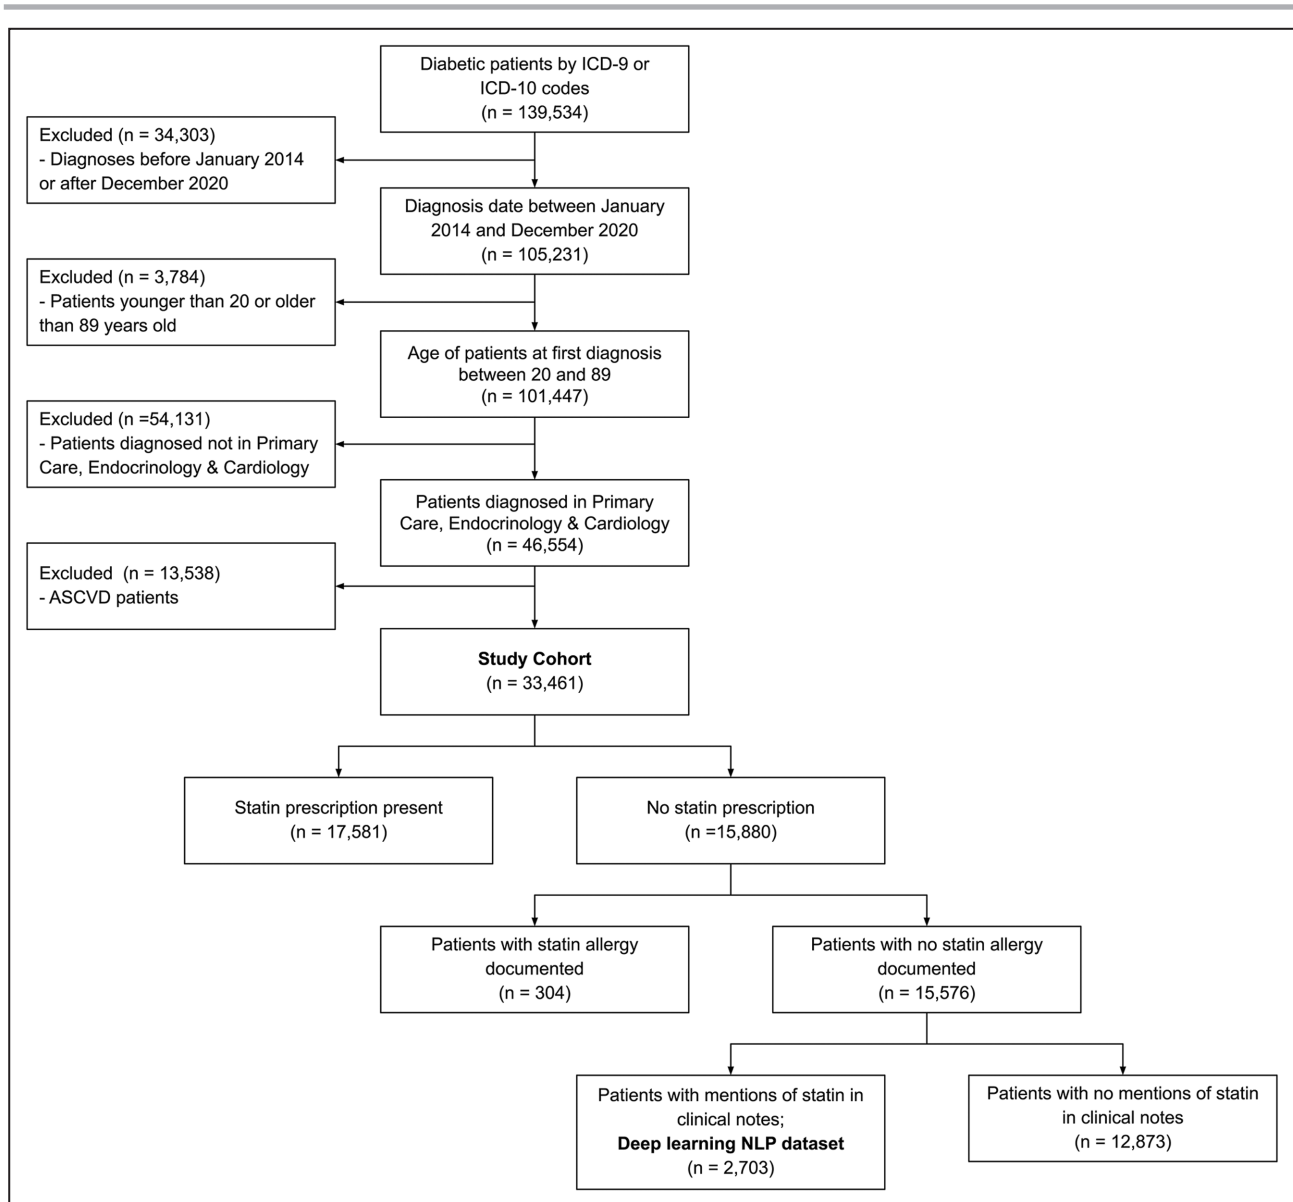 Diabetic patients by ICD-9 or
ICD-10 codes
(n = 139,534)
Excluded (n = 34,303)
- Diagnoses before January 2014
or after December 2020
Diagnosis date between January
2014 and December 2020
(n = 105,231)
Excluded (n = 3,784)
- Patients younger than 20 or older
than 89 years old
Age of patients at first diagnosis
between 20 and 89
(n = 101,447)
Excluded (n =54,131)
- Patients diagnosed not in Primary
Care, Endocrinology & Cardiology
Patients diagnosed in Primary
Care, Endocrinology & Cardiology
(n = 46,554)
Excluded (n = 13,538)
- ASCVD patients
Study Cohort
(n = 33,461)
Statin prescription present
(n = 17,581)
No statin prescription
(n =15,880)
Patients with statin allergy
documented
(n = 304)
Patients with no statin allergy
documented
(n = 15,576)
Patients with mentions of statin in
clinical notes;
Deep learning NLP dataset
(n = 2,703)
Patients with no mentions of statin
in clinical notes
(n = 12,873)